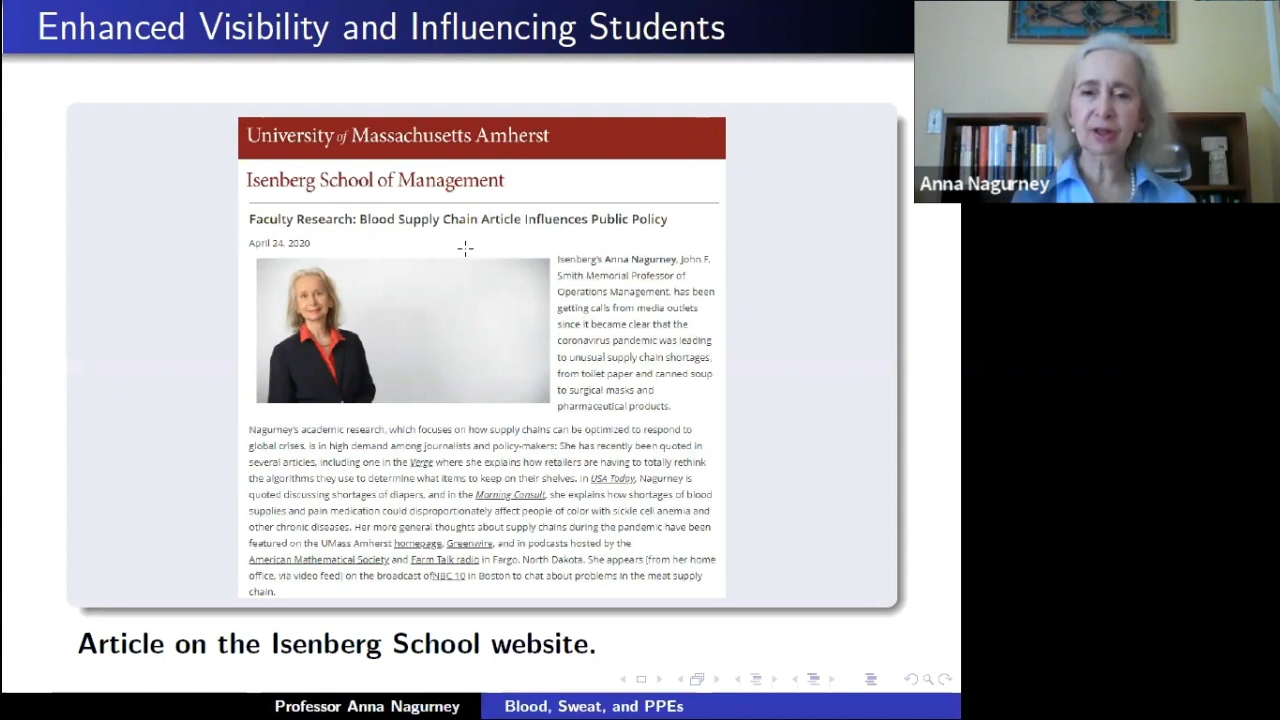 Enhanced Visibility and Influencing Students
University of Massachusetts Amherst
Isenberg School of Management
Faculty Research: Blood Supply Chain Article Influences Public Policy
April 24, 2020
Isenberg's Anna Nagurney, John F.
Smith Memorial Professor of
Operations Management, has been
getting calls from media outlets
since it became clear that the
coronavirus pandemic was leading
to unusual supply chain shortages,
from toilet paper and canned soup
to surgical masks and
pharmaceutical products.
Nagurney's academic research, which focuses on how supply chains can be optimized to respond to
global crises, is in high demand among journalists and policy-makers: She has recently been quoted in
several articles, including one in the Verge where she explains how retailers are having to totally rethink
the algorithms they use to determine what items to keep on their shelves. In USA Today, Nagurney is
quoted discussing shortages of diapers, and in the Morning Consult, she explains how shortages of blood
supplies and pain medication could disproportionately affect people of color with sickle cell anemia and
other chronic diseases. Her more general thoughts about supply chains during the pandemic have been
featured on the UMass Amherst homepage, Greenwire, and in podcasts hosted by the
American Mathematical Society and Farm Talk radio in Fargo, North Dakota. She appears (from her home
office, via video feed) on the broadcast ofNBC 10 in Boston to chat about problems in the meat supply
chain.
Article on the Isenberg School website.
Professor Anna Nagurney
Blood, Sweat, and PPEs
Anna Nagurney